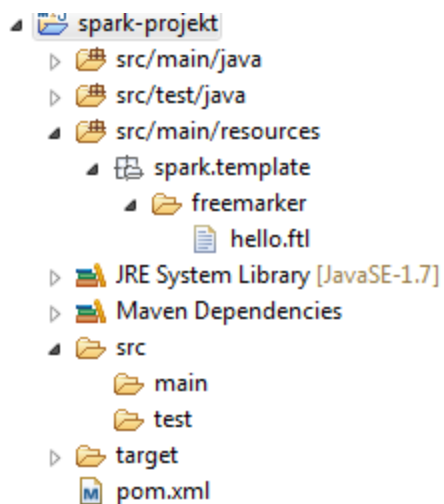 spark-projekt
src/main/java
src/test/java
src/main/resources
spark.template
freemarker
hello.ftl
JRE System Library [JavaSE-1.7]
Maven Dependencies
src
main
test
target
pom.xml